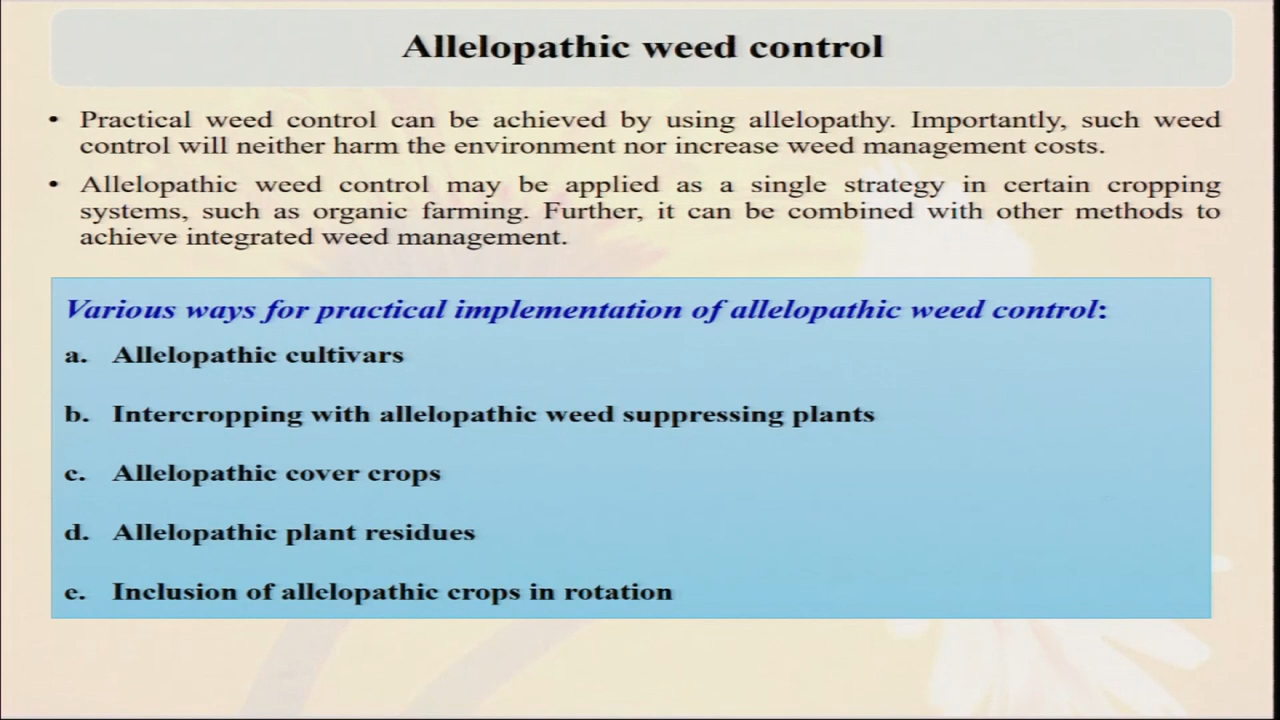 Allelopathic weed control
• Practical weed control can be achieved by using allelopathy. Importantly, such weed
control will neither harm the environment nor increase weed management costs.
• Allelopathic weed control may be applied as a single strategy in certain cropping
systems, such as organic farming. Further, it can be combined with other methods to
achieve integrated weed management.
Various ways for practical implementation of allelopathic weed control:
a. Allelopathic cultivars
b. Intercropping with allelopathic weed suppressing plants
c. Allelopathic cover crops
d. Allelopathic plant residues
e. Inclusion of allelopathic crops in rotation